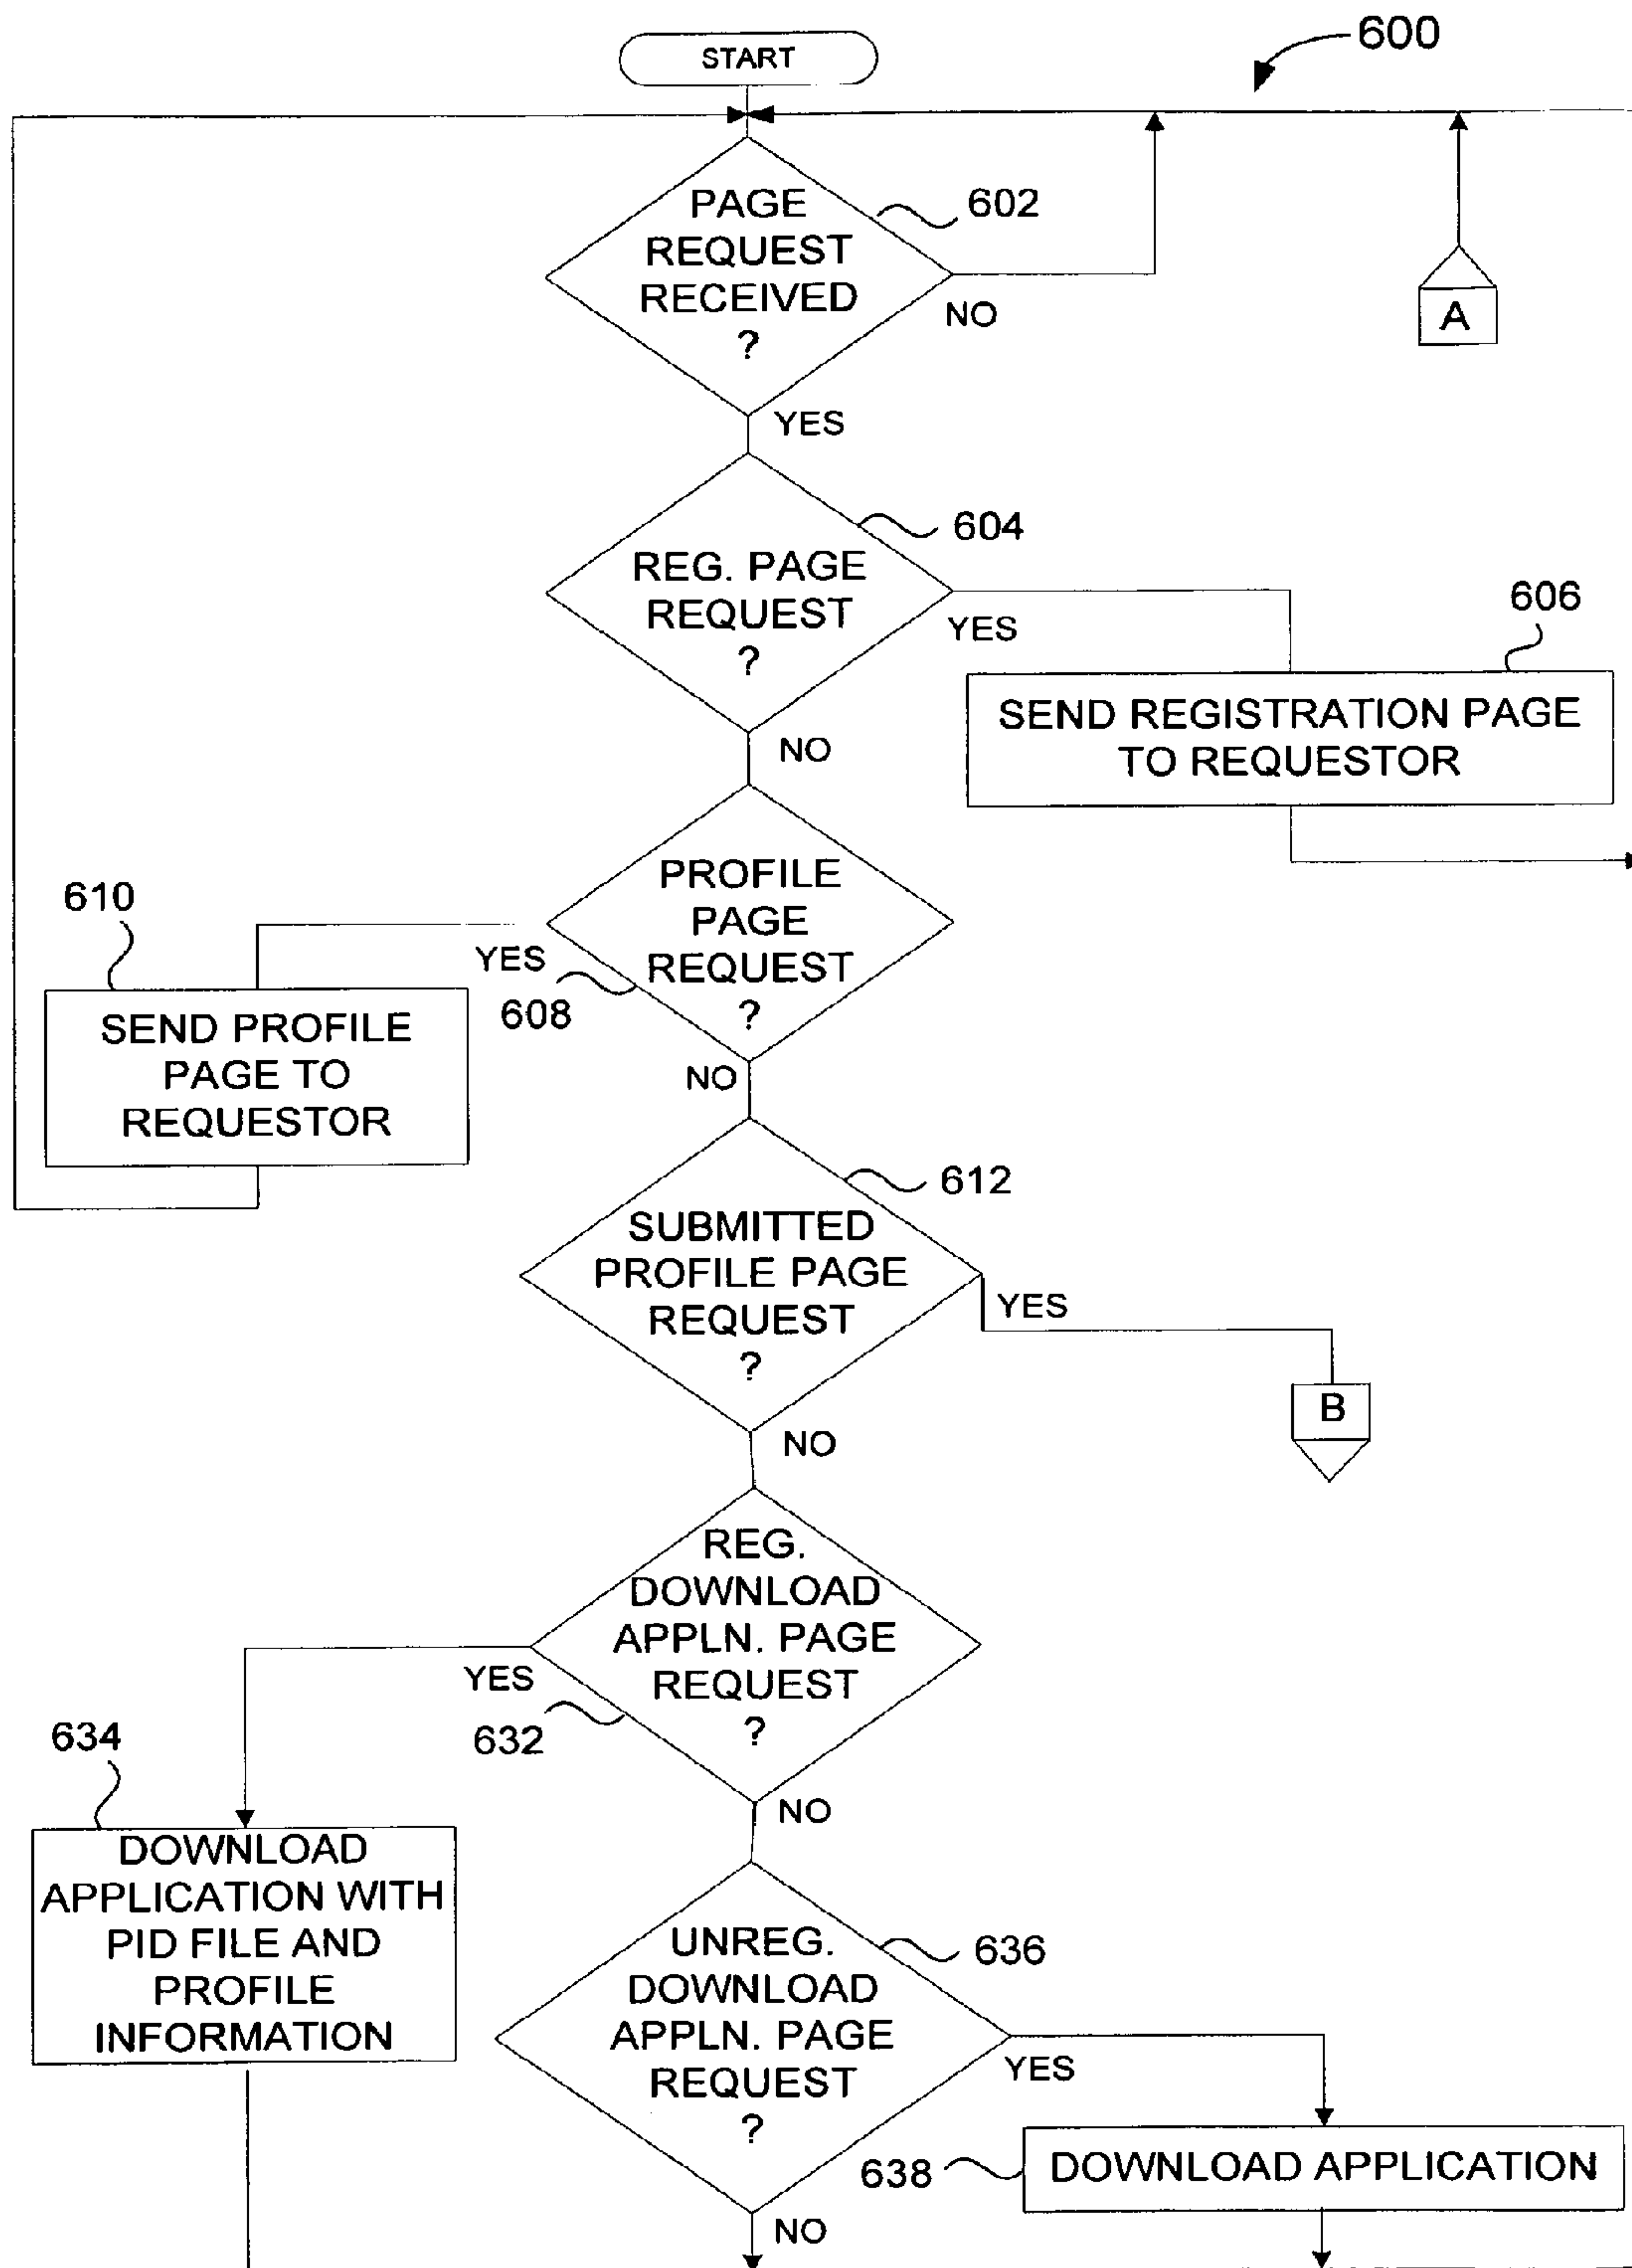 600
START
PAGE
REQUEST
RECEIVED
?
602
NO
A
YES
604
REG. PAGE
REQUEST
?
YES
606
SEND REGISTRATION PAGE
TO REQUESTOR
NO
PROFILE
PAGE
REQUEST
?
610
YES
608
SEND PROFILE
PAGE TO
REQUESTOR
NO
612
SUBMITTED
PROFILE PAGE
REQUEST
?
YES
B
NO
REG.
DOWNLOAD
APPLN. PAGE
REQUEST
?
YES
632
634
DOWNLOAD
APPLICATION WITH
PID FILE AND
PROFILE
INFORMATION
NO
UNREG.
DOWNLOAD
APPLN. PAGE
REQUEST
?
636
YES
638
DOWNLOAD APPLICATION
NO